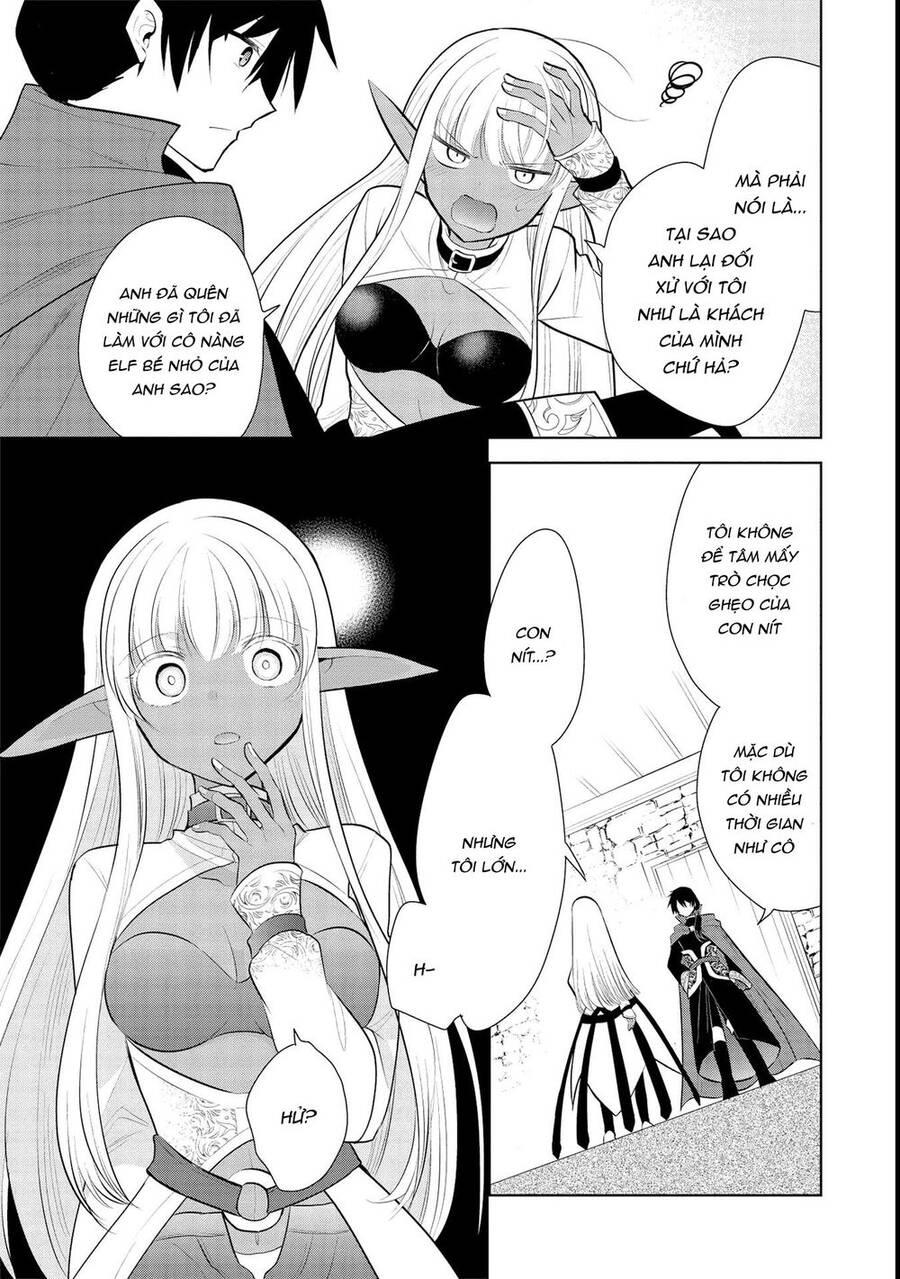 MÀ PHẢI
NÓI LÀ...
TẠI SAO
ANH LẠI ĐỐI
XỬ VỚI TÔI
NHƯ LÀ KHÁCH
CỦA MÌNH
CHỨ HẢ?
ANH ĐÃ QUÊN
NHỮNG GÌ TÔI ĐÃ
LÀM VỚI CÔ NÀNG
ELF BÉ NHỎ CỦA
ANH SAO?
TÔI KHÔNG
ĐỂ TÂM MẤY
TRÒ CHỌC
GHẸO CỦA
CON NÍT
MẶC DÙ
TÔI KHÔNG
CÓ NHIỀU
THỜI GIAN
NHƯ CÔ
CON
NÍT...?
NHƯNG
TÔI LỚN...
H-
HỬ?